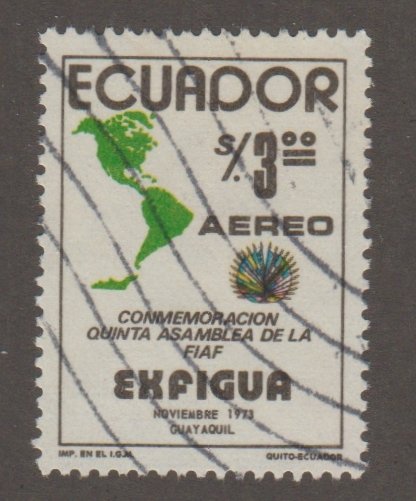 ECUADOR
S/. 3.00
AEREO
CONMEMORACION
QUINTA ASAMBLEA DE LA
FIAF
EXFIGUA
NOVIEMBRE 1973
GUAYAQUIL
IMP. EN EL I.G.M. QUITO-ECUADOR